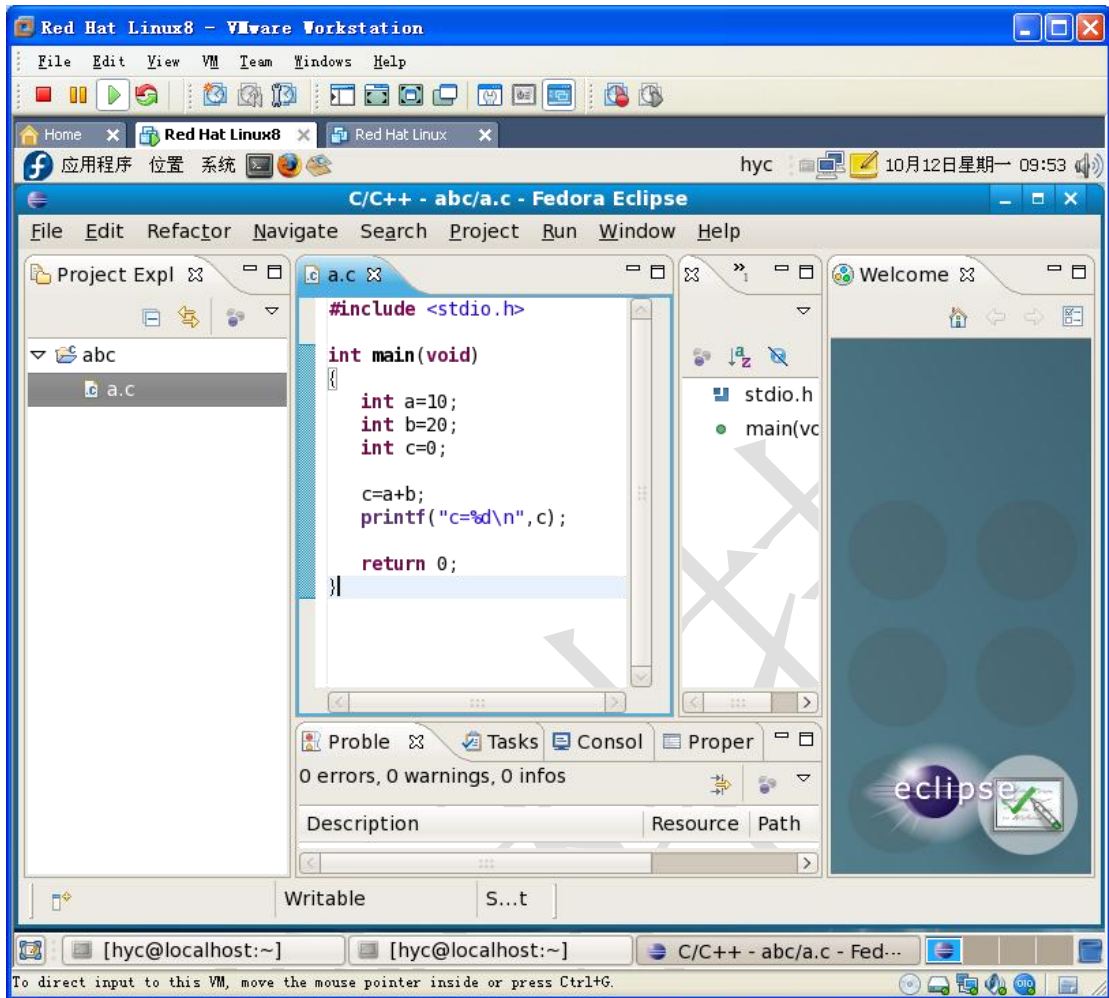 Red Hat Linux8 - VMware Workstation
File Edit View VM Team Windows Help
Home Red Hat Linux8 Red Hat Linux
应用程序 位置 系统 hyc 10月12日星期一 09:53
C/C++ - abc/a.c - Fedora Eclipse
File Edit Refactor Navigate Search Project Run Window Help
Project Expl a.c »1 Welcome
#include <stdio.h>
abc
a.c
int main(void)
{
int a=10;
int b=20;
int c=0;
c=a+b;
printf("c=%d\n",c);
return 0;
}
stdio.h
main(vo
Proble Tasks Consol Proper
0 errors, 0 warnings, 0 infos
Description Resource Path
eclipse
Writable S...t
[hyc@localhost:~] [hyc@localhost:~] C/C++ - abc/a.c - Fed...
To direct input to this VM, move the mouse pointer inside or press Ctrl+G.